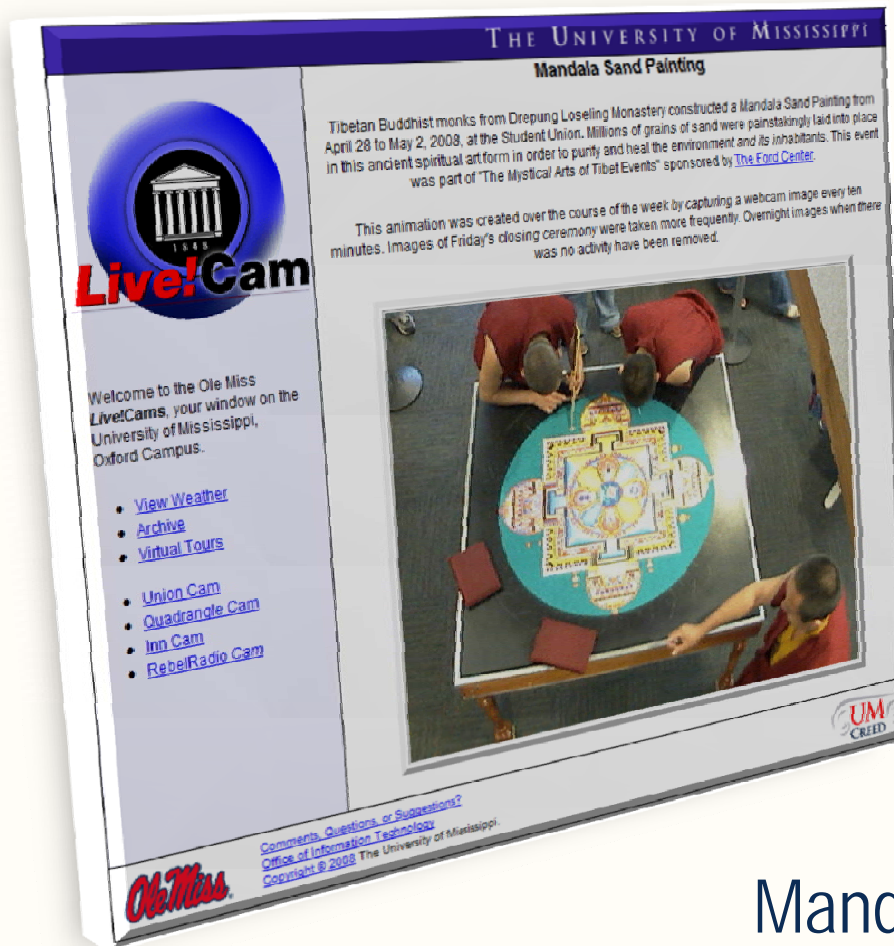 THE UNIVERSITY OF MISSISSIPPI
Mandala Sand Painting
Tibetan Buddhist monks from Drepung Loseling Monastery constructed a Mandala Sand Painting from
April 28 to May 2, 2008, at the Student Union. Millions of grains of sand were painstakingly laid into place
in this ancient spiritual art form in order to purify and heal the environment and its inhabitants. This event
was part of "The Mystical Arts of Tibet Events" sponsored by The Ford Center.
This animation was created over the course of the week by capturing a webcam image every ten
minutes. Images of Friday's closing ceremony were taken more frequently. Overnight images when there
was no activity have been removed.
1848
Live!Cam
Welcome to the Ole Miss
Live!Cams, your window on the
University of Mississippi,
Oxford Campus.
View Weather
Archive
Virtual Tours
Union Cam
Quadrangle Cam
Inn Cam
RebelRadio Cam
UM
CREED
Comments, Questions, or Suggestions?
Office of Information Technology
Copyright © 2008 The University of Mississippi.
Ole Miss
Mand